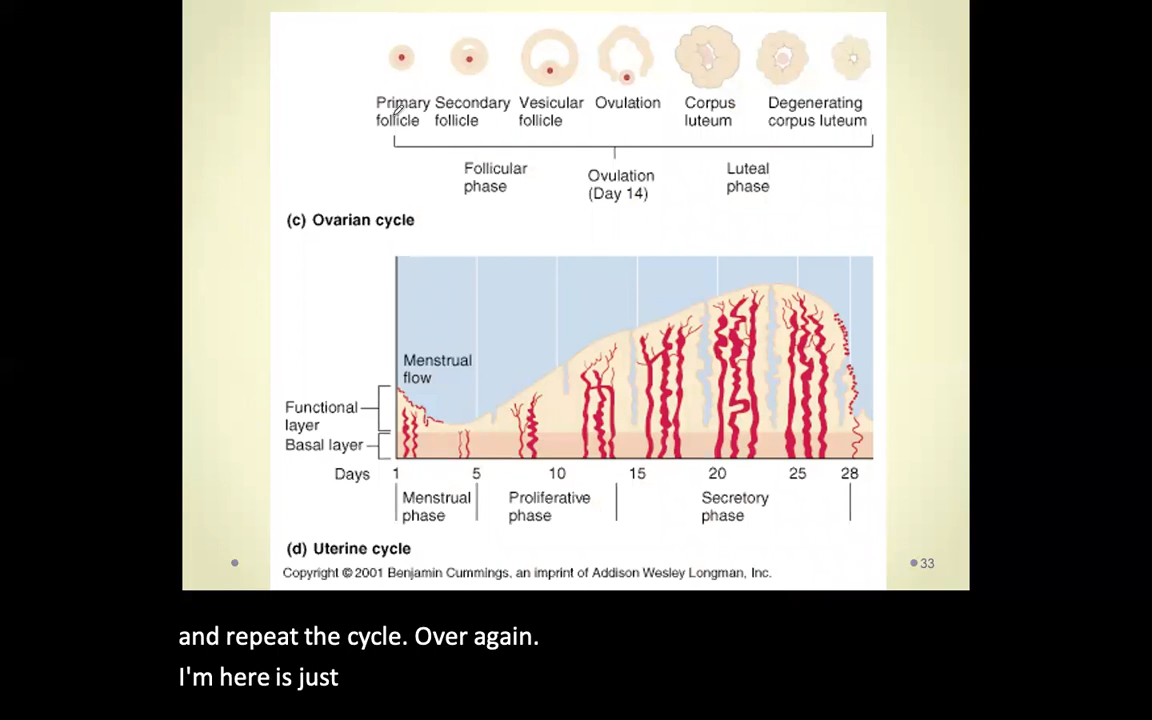 Primary Secondary Vesicular Ovulation Corpus Degenerating
follicle follicle follicle luteum corpus luteum
Follicular phase
Ovulation (Day 14)
Luteal phase
(c) Ovarian cycle
Menstrual
flow
Functional
layer
Basal layer
Days 1 5 10 15 20 25 28
Menstrual
phase
Proliferative
phase
Secretory
phase
(d) Uterine cycle
Copyright © 2001 Benjamin Cummings, an imprint of Addison Wesley Longman, Inc.
33
and repeat the cycle. Over again.
I'm here is just